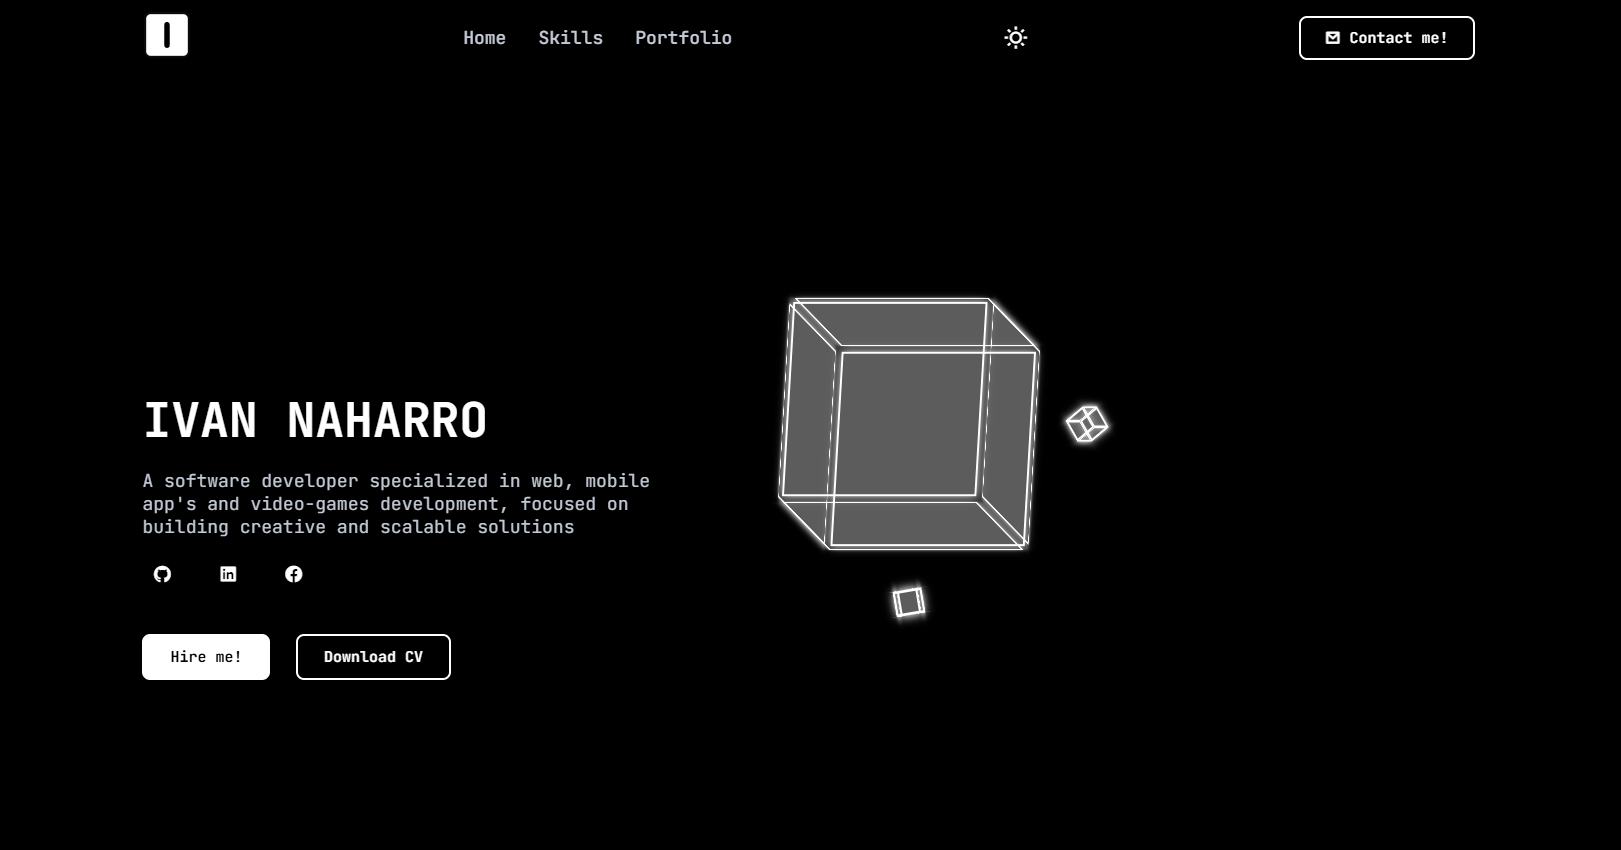 I
Home Skills Portfolio
Contact me!
IVAN NAHARRO
A software developer specialized in web, mobile
app's and video-games development, focused on
building creative and scalable solutions
Hire me!
Download CV